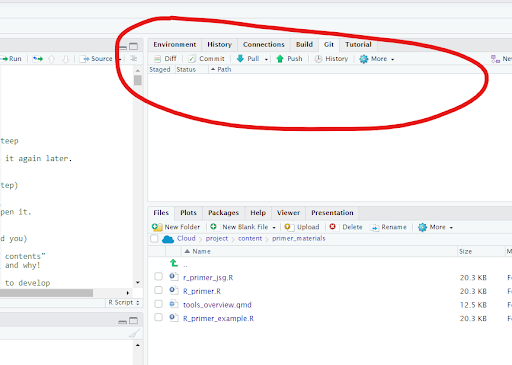 Environment History Connections Build Git Tutorial
Run Source Diff Commit Pull Push History More
Staged Status Path
teep
it again later.
tep)
pen it.
d you)
contents"
and why!
to develop
R Script
Files Plots Packages Help Viewer Presentation
New Folder New Blank File Upload Delete Rename More
Cloud project content primer_materials
Name Size
..
r_primer_jsg.R 20.3 KB
R_primer.R 20.3 KB
tools_overview.qmd 12.5 KB
R_primer_example.R 20.3 KB